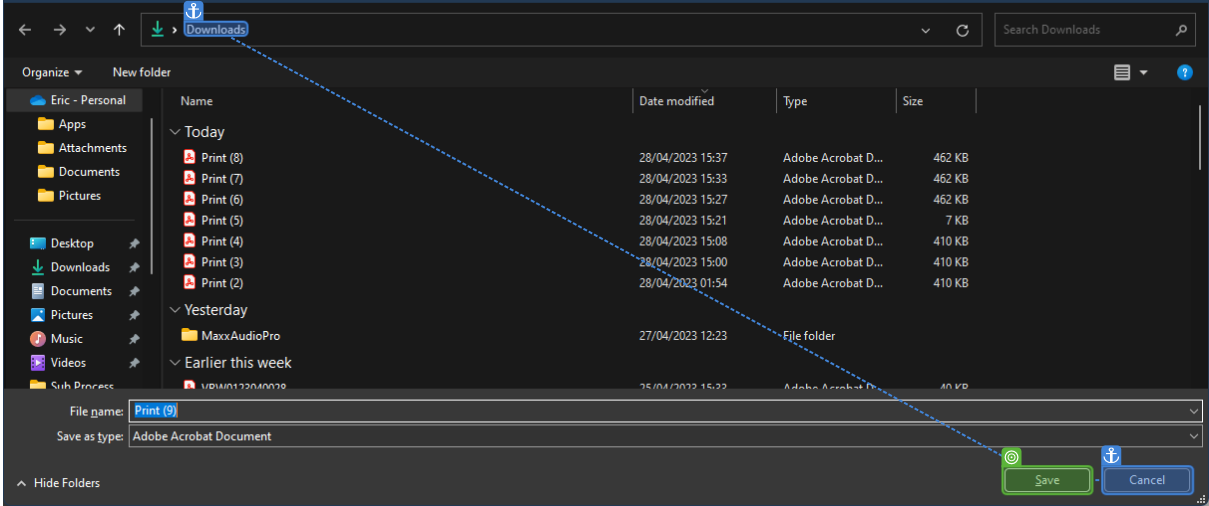 Downloads
Search Downloads
Organize
New folder
Eric - Personal
Apps
Attachments
Documents
Pictures
Desktop
Downloads
Documents
Pictures
Music
Videos
Sub Process
Name Date modified Type Size
Today
Print (8) 28/04/2023 15:37 Adobe Acrobat D... 462 KB
Print (7) 28/04/2023 15:33 Adobe Acrobat D... 462 KB
Print (6) 28/04/2023 15:27 Adobe Acrobat D... 462 KB
Print (5) 28/04/2023 15:21 Adobe Acrobat D... 7 KB
Print (4) 28/04/2023 15:08 Adobe Acrobat D... 410 KB
Print (3) 28/04/2023 15:00 Adobe Acrobat D... 410 KB
Print (2) 28/04/2023 01:54 Adobe Acrobat D... 410 KB
Yesterday
MaxxAudioPro 27/04/2023 12:23 File folder
Earlier this week
VRW0123040028 25/04/2023 15:33 Adobe Acrobat D... 40 KB
File name: Print (9)
Save as type: Adobe Acrobat Document
Hide Folders
Save
Cancel